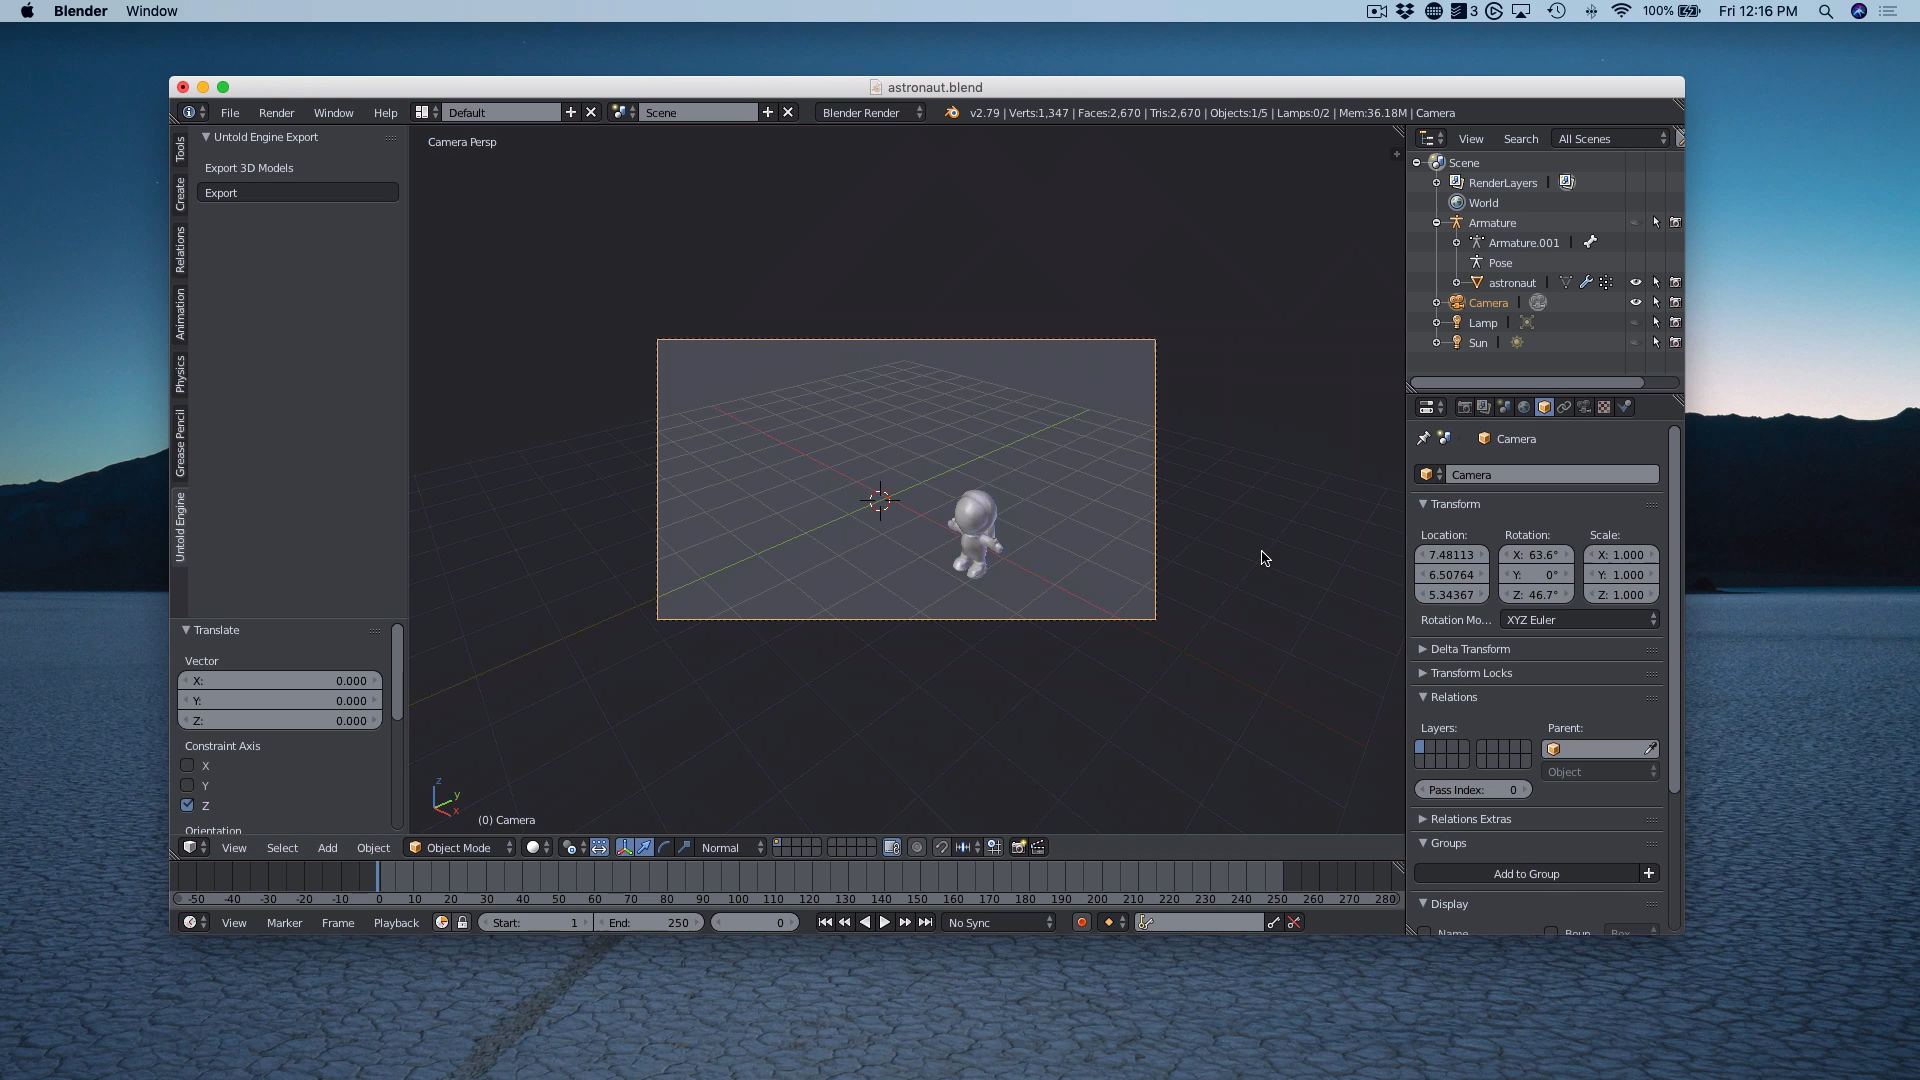 Blender Window
3 100% Fri 12:16 PM
astronaut.blend
File Render Window Help Default Scene Blender Render v2.79 | Verts:1,347 | Faces:2,670 | Tris:2,670 | Objects:1/5 | Lamps:0/2 | Mem:36.18M | Camera
Tools
Create
Relations
Animation
Physics
Grease Pencil
Untold Engine
Untold Engine Export
Export 3D Models
Export
Translate
Vector
X: 0.000
Y: 0.000
Z: 0.000
Constraint Axis
X
Y
Z
Orientation
Camera Persp
z
y
x
(0) Camera
View Select Add Object Object Mode Normal
-50 -40 -30 -20 -10 0 10 20 30 40 50 60 70 80 90 100 110 120 130 140 150 160 170 180 190 200 210 220 230 240 250 260 270 280
View Marker Frame Playback Start: 1 End: 250 0 No Sync
View Search All Scenes
Scene
RenderLayers
World
Armature
Armature.001
Pose
astronaut
Camera
Lamp
Sun
Camera
Camera
Transform
Location: Rotation: Scale:
7.48113 X: 63.6° X: 1.000
6.50764 Y: 0° Y: 1.000
5.34367 Z: 46.7° Z: 1.000
Rotation Mo... XYZ Euler
Delta Transform
Transform Locks
Relations
Layers: Parent:
Object
Pass Index: 0
Relations Extras
Groups
Add to Group
Display
Name Boun Box